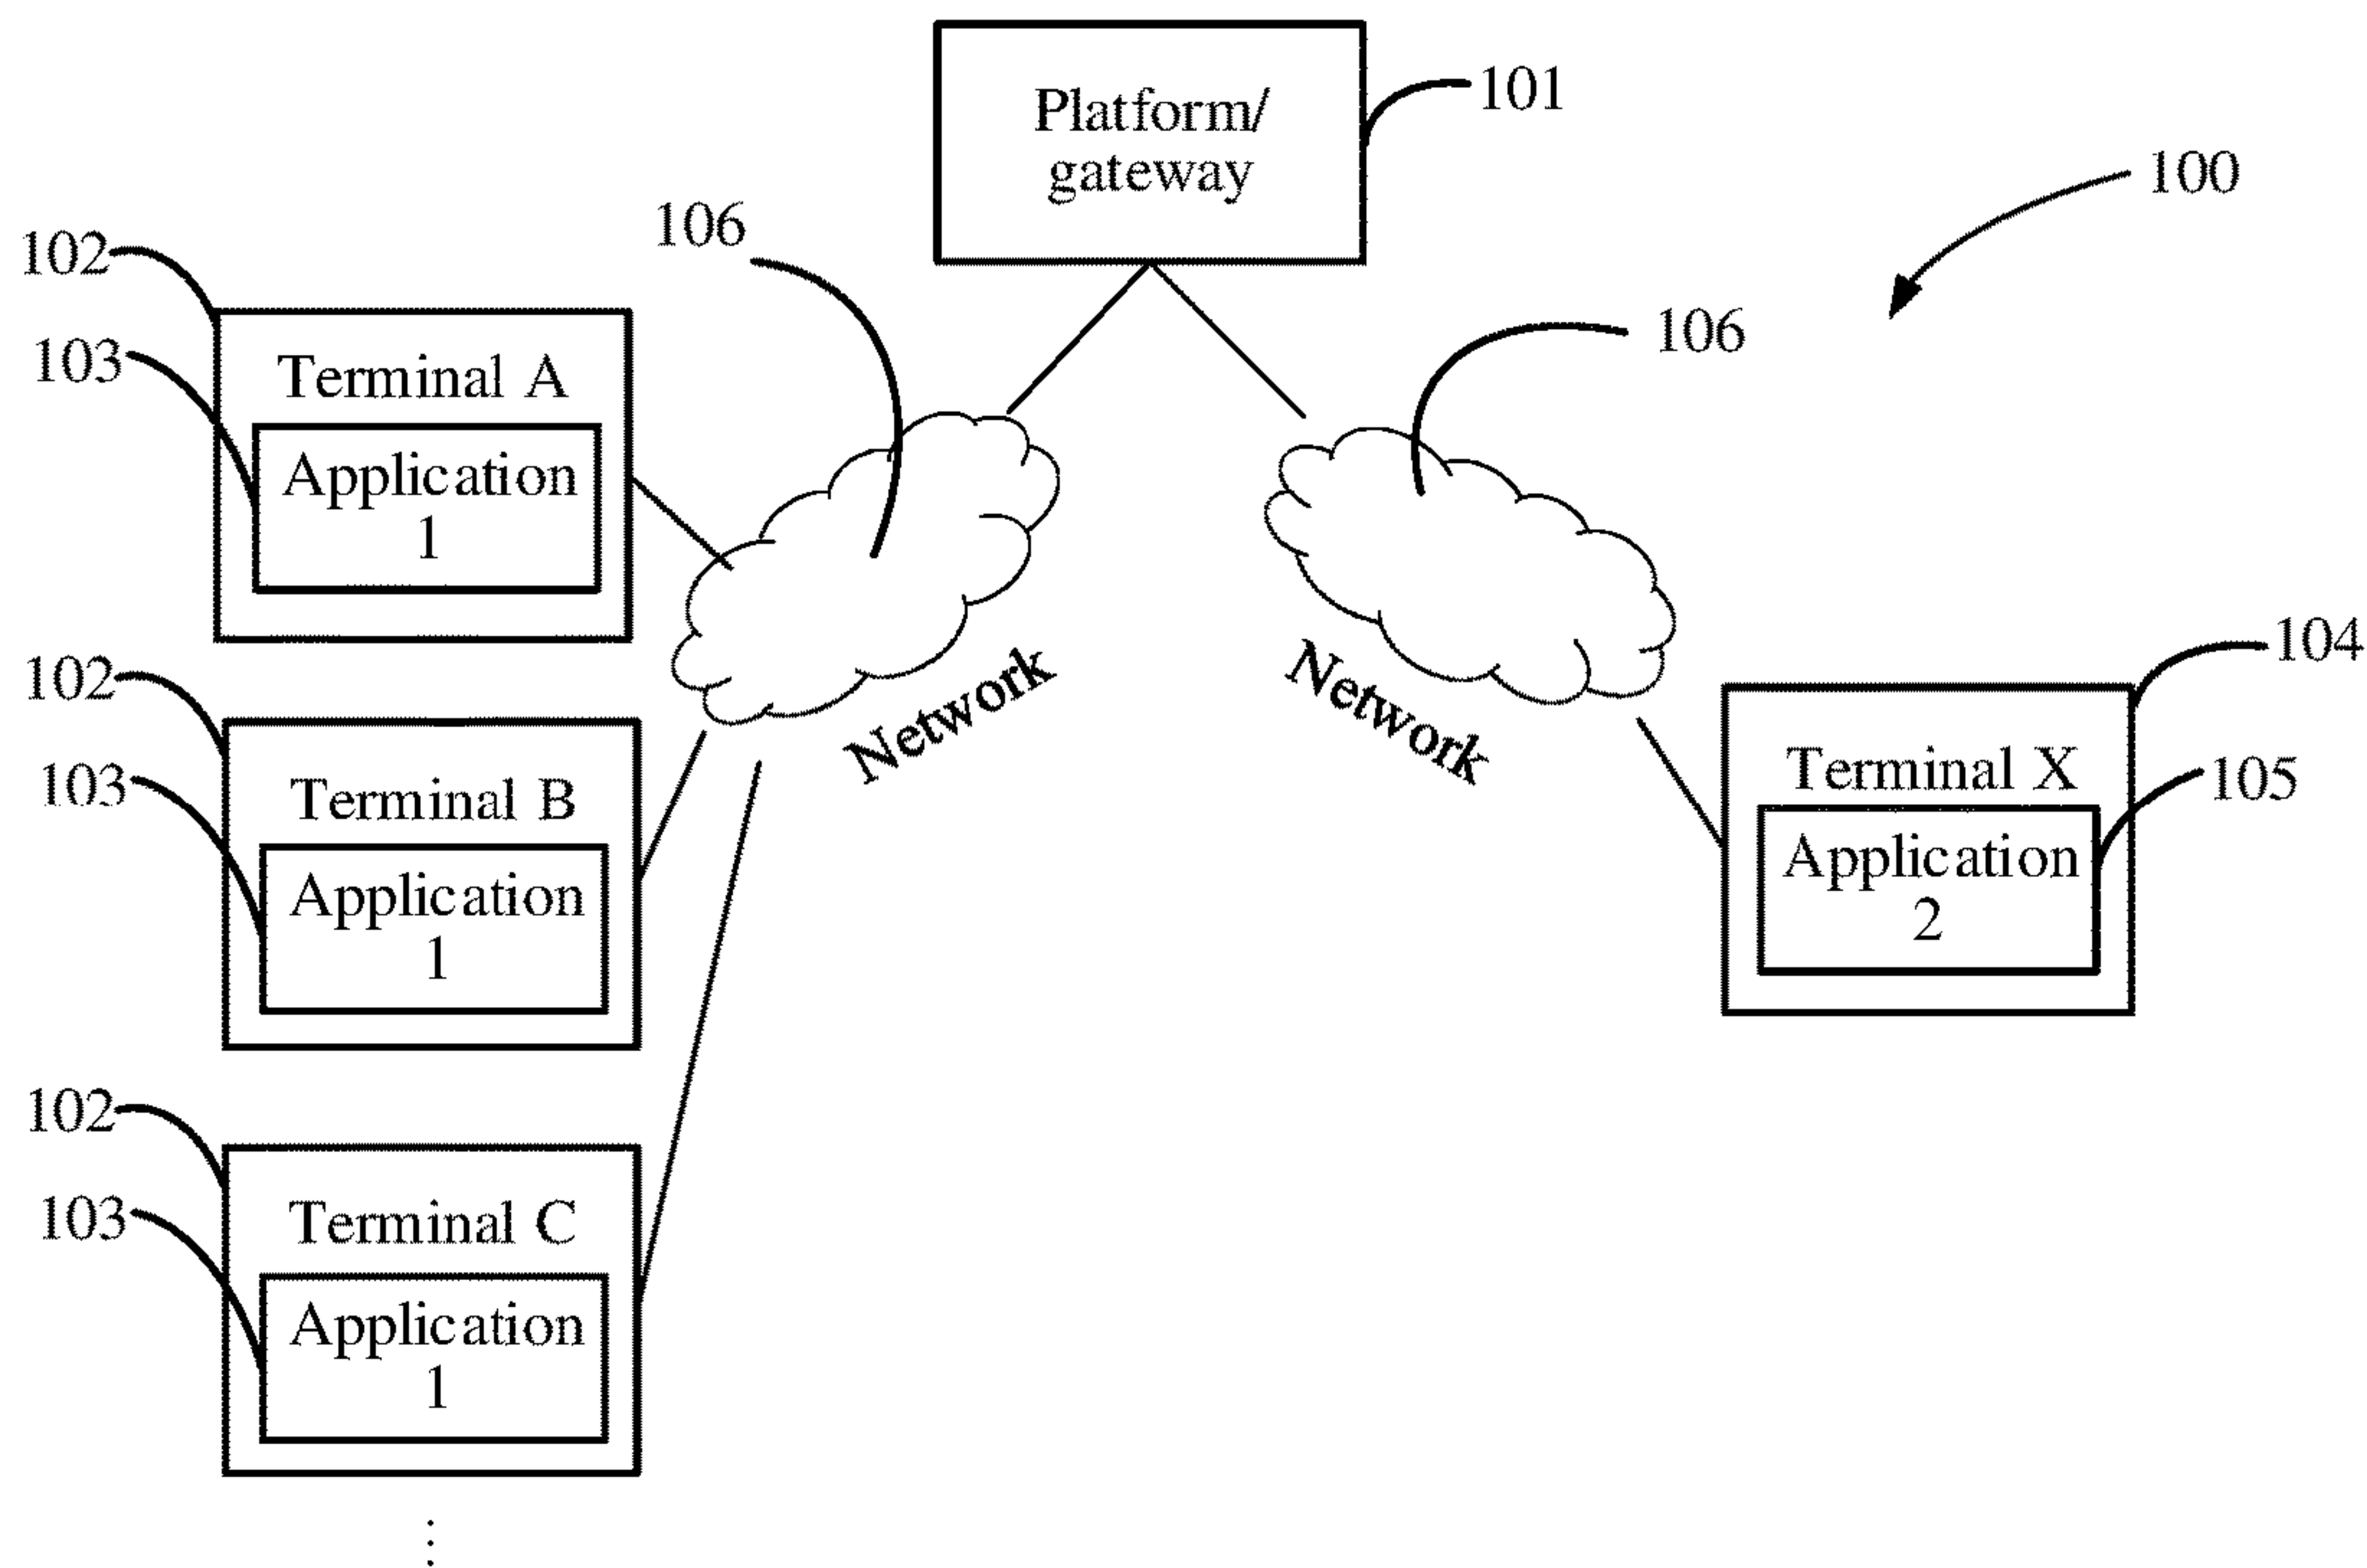 Platform/
gateway
101
100
106
106
102
103
Terminal A
Application
1
Network
Network
102
103
Terminal B
Application
1
104
Terminal X
105
Application
2
102
103
Terminal C
Application
1
⋮